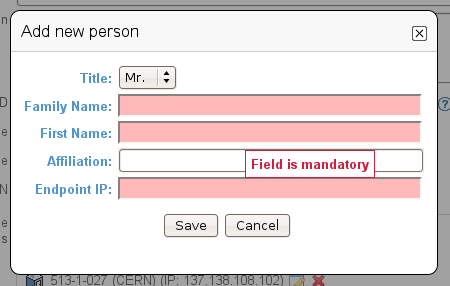 Add new person
Title: Mr.
Family Name:
First Name:
Affiliation:
Field is mandatory
Endpoint IP:
Save Cancel
513-1-027 (CERN) (IP: 137.138.108.102)